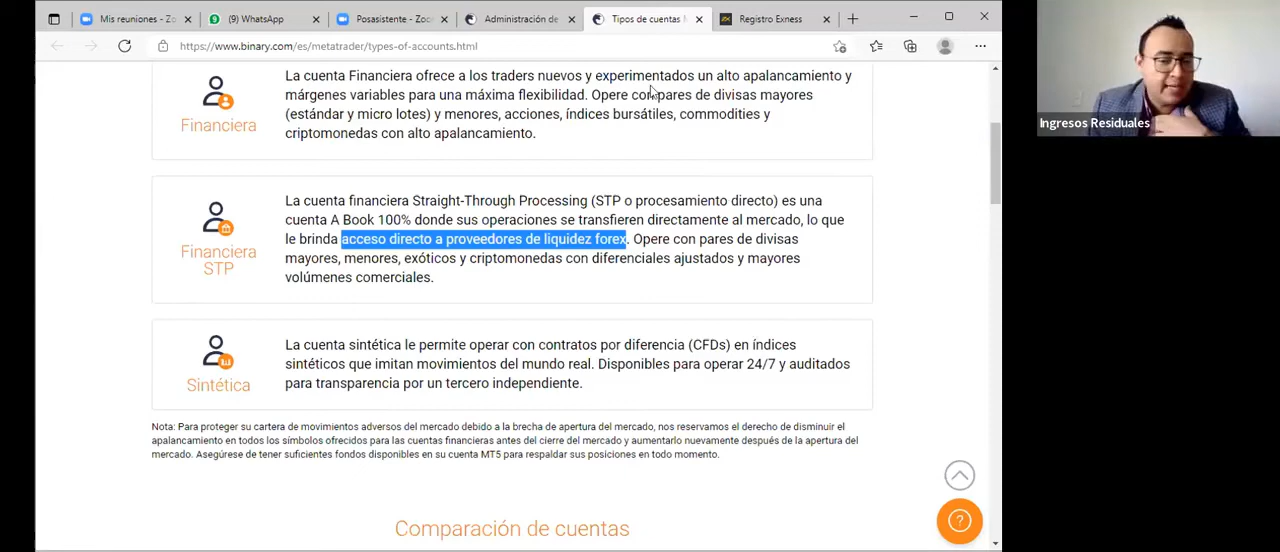 Mis reuniones - Zo
(9) WhatsApp
Posasistente - Zoo
Administración de
Tipos de cuentas
Registro Exness
https://www.binary.com/es/metatrader/types-of-accounts.html
Financiera
La cuenta Financiera ofrece a los traders nuevos y experimentados un alto apalancamiento y
márgenes variables para una máxima flexibilidad. Opere con pares de divisas mayores
(estándar y micro lotes) y menores, acciones, índices bursátiles, commodities y
criptomonedas con alto apalancamiento.
Financiera
STP
La cuenta financiera Straight-Through Processing (STP o procesamiento directo) es una
cuenta A Book 100% donde sus operaciones se transfieren directamente al mercado, lo que
le brinda acceso directo a proveedores de liquidez forex. Opere con pares de divisas
mayores, menores, exóticos y criptomonedas con diferenciales ajustados y mayores
volúmenes comerciales.
Sintética
La cuenta sintética le permite operar con contratos por diferencia (CFDs) en índices
sintéticos que imitan movimientos del mundo real. Disponibles para operar 24/7 y auditados
para transparencia por un tercero independiente.
Nota: Para proteger su cartera de movimientos adversos del mercado debido a la brecha de apertura del mercado, nos reservamos el derecho de disminuir el
apalancamiento en todos los símbolos ofrecidos para las cuentas financieras antes del cierre del mercado y aumentarlo nuevamente después de la apertura del
mercado. Asegúrese de tener suficientes fondos disponibles en su cuenta MT5 para respaldar sus posiciones en todo momento.
Comparación de cuentas
Ingresos Residuales